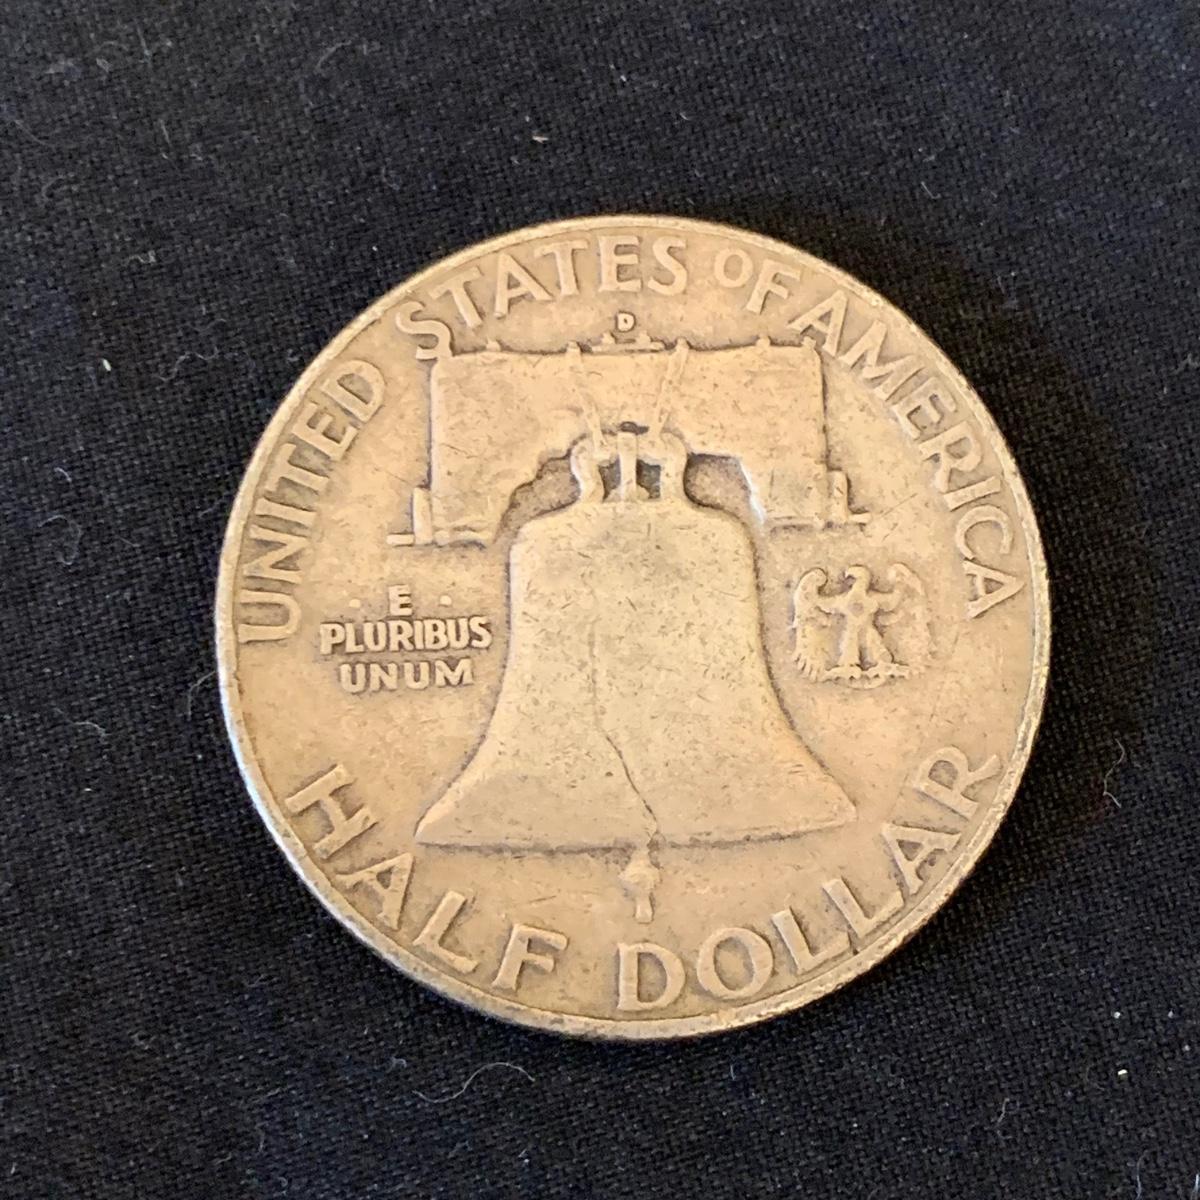 UNITED STATES OF AMERICA
D
· E ·
PLURIBUS
UNUM
HALF DOLLAR